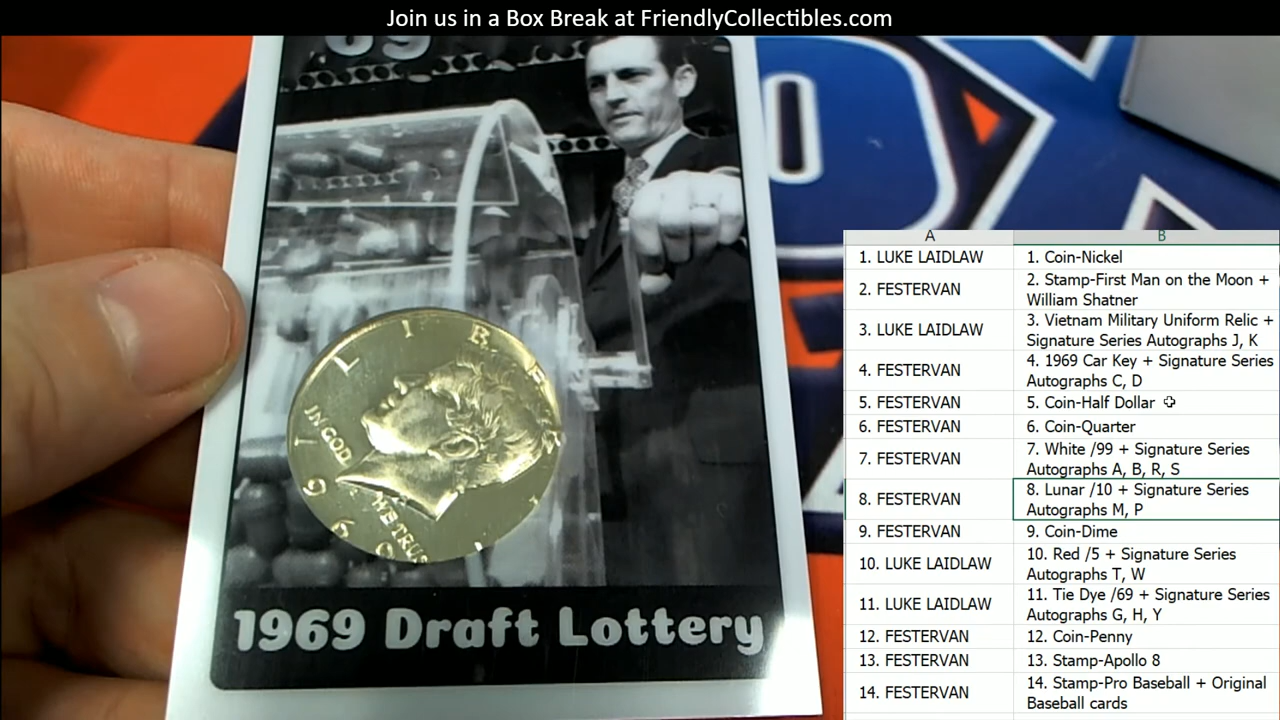 Join us in a Box Break at FriendlyCollectibles.com
69
LIBE
IN GOD
WE TRUS
1969
1969 Draft Lottery
A B
1. LUKE LAIDLAW 1. Coin-Nickel
2. FESTERVAN 2. Stamp-First Man on the Moon +
William Shatner
3. LUKE LAIDLAW 3. Vietnam Military Uniform Relic +
Signature Series Autographs J, K
4. FESTERVAN 4. 1969 Car Key + Signature Series
Autographs C, D
5. FESTERVAN 5. Coin-Half Dollar
6. FESTERVAN 6. Coin-Quarter
7. FESTERVAN 7. White /99 + Signature Series
Autographs A, B, R, S
8. FESTERVAN 8. Lunar /10 + Signature Series
Autographs M, P
9. FESTERVAN 9. Coin-Dime
10. LUKE LAIDLAW 10. Red /5 + Signature Series
Autographs T, W
11. LUKE LAIDLAW 11. Tie Dye /69 + Signature Series
Autographs G, H, Y
12. FESTERVAN 12. Coin-Penny
13. FESTERVAN 13. Stamp-Apollo 8
14. FESTERVAN 14. Stamp-Pro Baseball + Original
Baseball cards